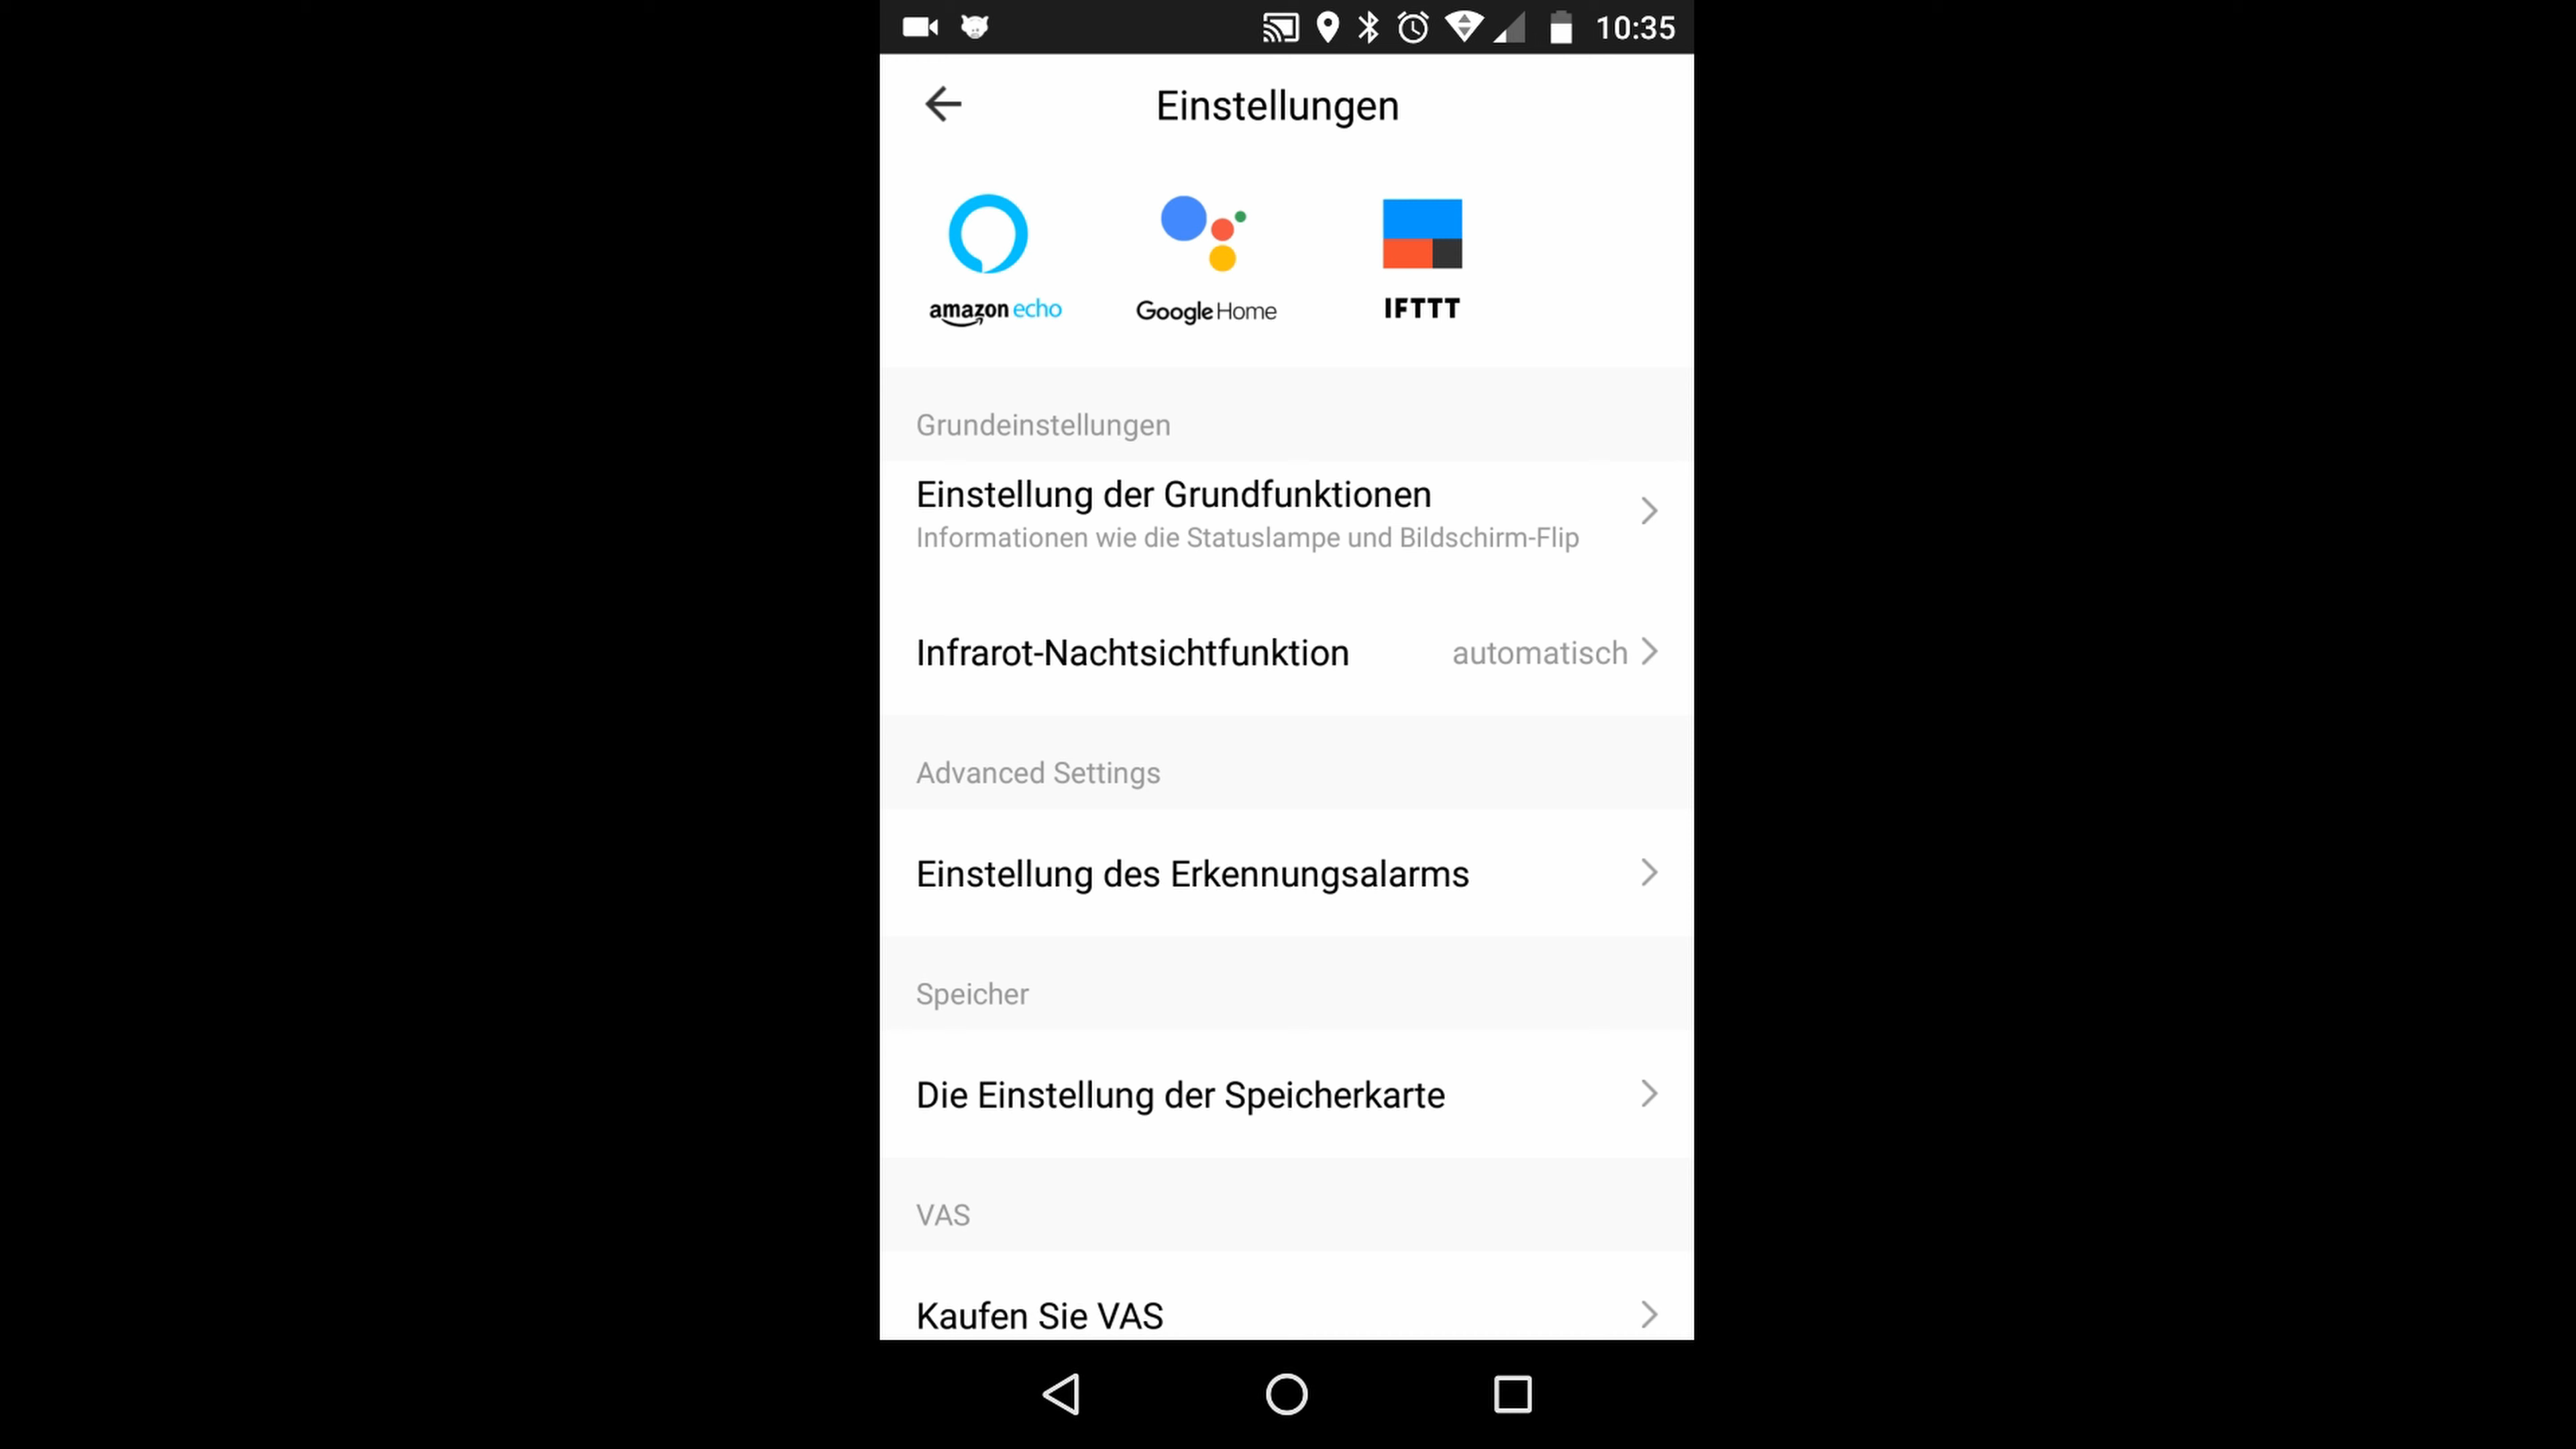 10:35
Einstellungen
amazon echo
Google Home
IFTTT
Grundeinstellungen
Einstellung der Grundfunktionen
Informationen wie die Statuslampe und Bildschirm-Flip
Infrarot-Nachtsichtfunktion automatisch
Advanced Settings
Einstellung des Erkennungsalarms
Speicher
Die Einstellung der Speicherkarte
VAS
Kaufen Sie VAS